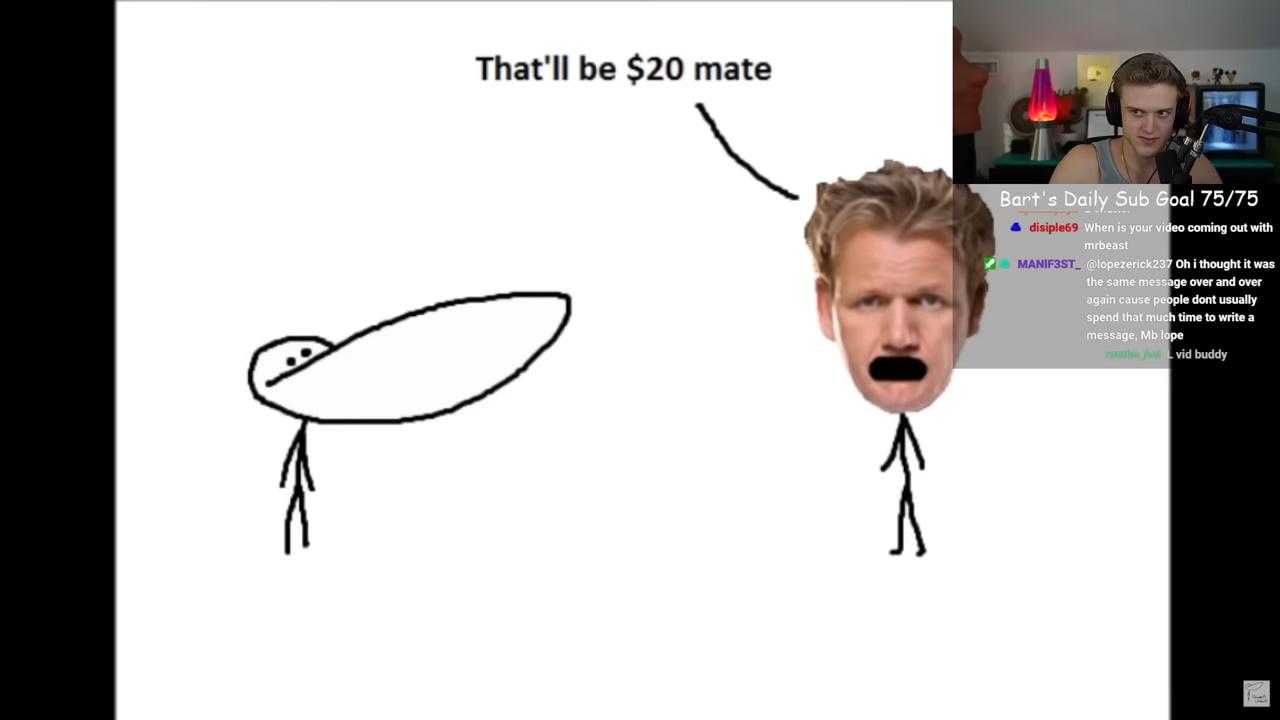 That'll be $20 mate
Bart's Daily Sub Goal 75/75
disiple69 When is your video coming out with
mrbeast
MANIF3ST_ @lopezerick237 Oh i thought it was
the same message over and over
again cause people dont usually
spend that much time to write a
message, Mb lope
L vid buddy